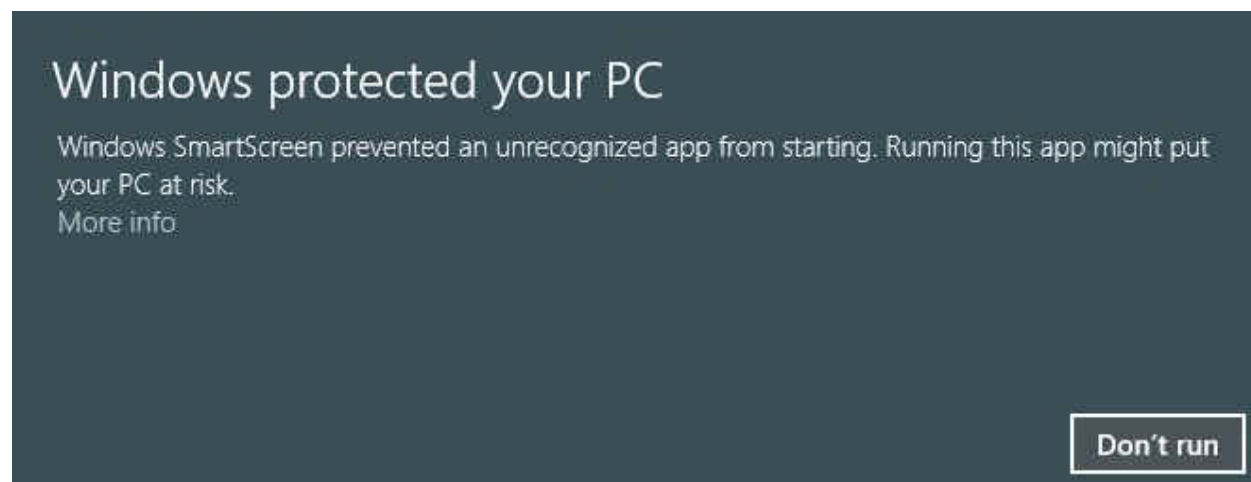 Windows protected your PC
Windows SmartScreen prevented an unrecognized app from starting. Running this app might put
your PC at risk.
More info
Don't run